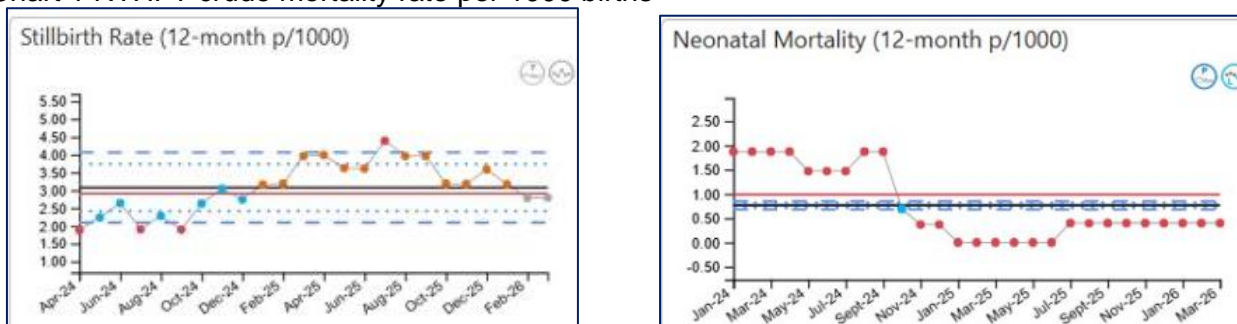 Stillbirth Rate (12-month p/1000)
5.50
5.00
4.50
4.00
3.50
3.00
2.50
2.00
1.50
1.00
Apr-24
Jun-24
Aug-24
Oct-24
Dec-24
Feb-25
Apr-25
Jun-25
Aug-25
Oct-25
Dec-25
Feb-26
Neonatal Mortality (12-month p/1000)
P
L
2.50
2.00
1.50
1.00
0.50
0.00
-0.50
Jan-24
Mar-24
May-24
Jul-24
Sept-24
Nov-24
Jan-25
Mar-25
May-25
Jul-25
Sept-25
Nov-25
Jan-26
Mar-26